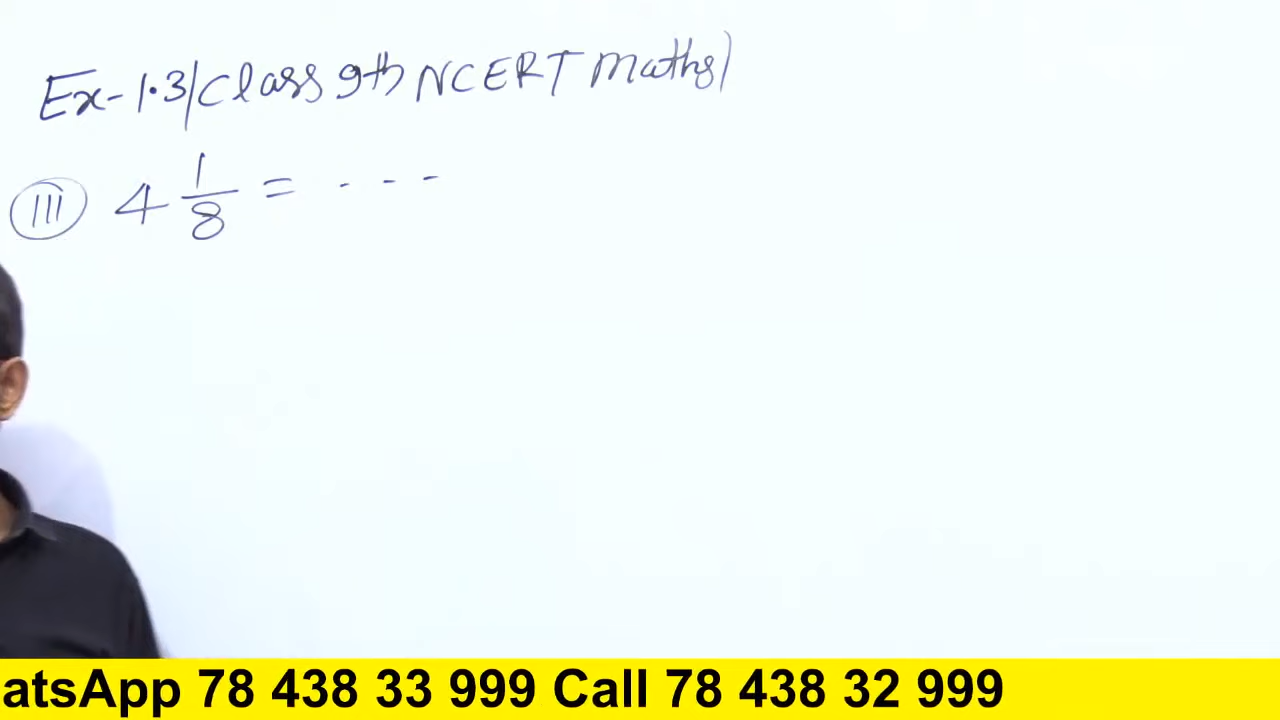 Ex-1.3/Class 9th NCERT Maths)
(III) 4 1/8 = ---
atsApp 78 438 33 999 Call 78 438 32 999